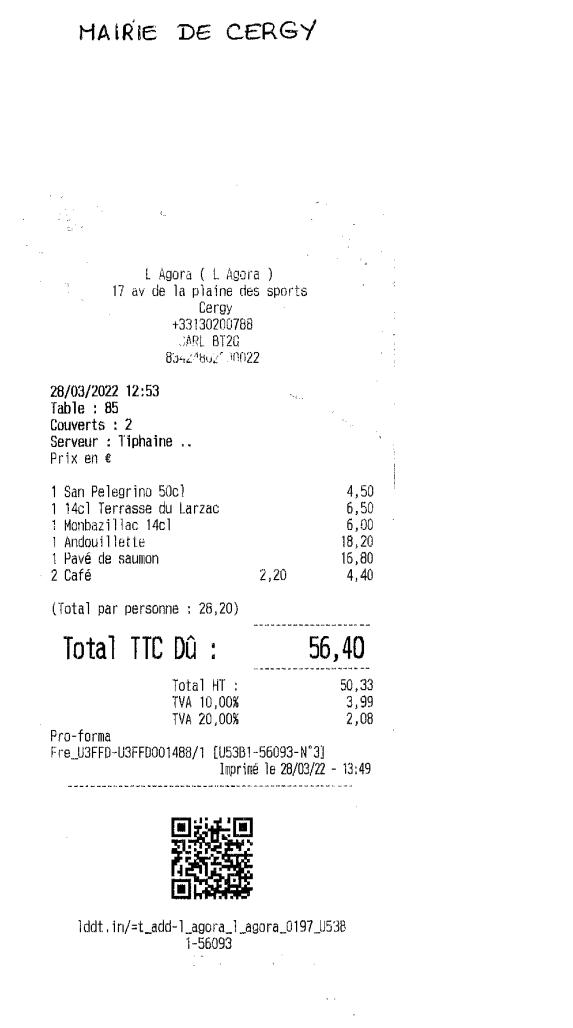 MAIRIE DE CERGY
L Agora ( L Agora )
17 av de la plaine des sports
Cergy
+33130200788
BT2G
28/03/2022 12:53
Table : 85
Couverts : 2
Serveur : Tiphaine ..
Prix en €
1 San Pelegrino 50cl 4,50
1 14cl Terrasse du Larzac 6,50
1 Monbazillac 14cl 6,00
1 Andouillette 18,20
1 Pavé de saumon 16,80
2 Café 2,20 4,40
(Total par personne : 28,20)
Total TTC Dû : 56,40
Total HT : 50,33
TVA 10,00% 3,99
TVA 20,00% 2,08
Pro-forma
Fre_U3FFD-U3FFD001488/1 [U53B1-56093-N°3]
Imprimé le 28/03/22 - 13:49
lddt.in/=t_add-l_agora_l_agora_0197_U53B
1-56093